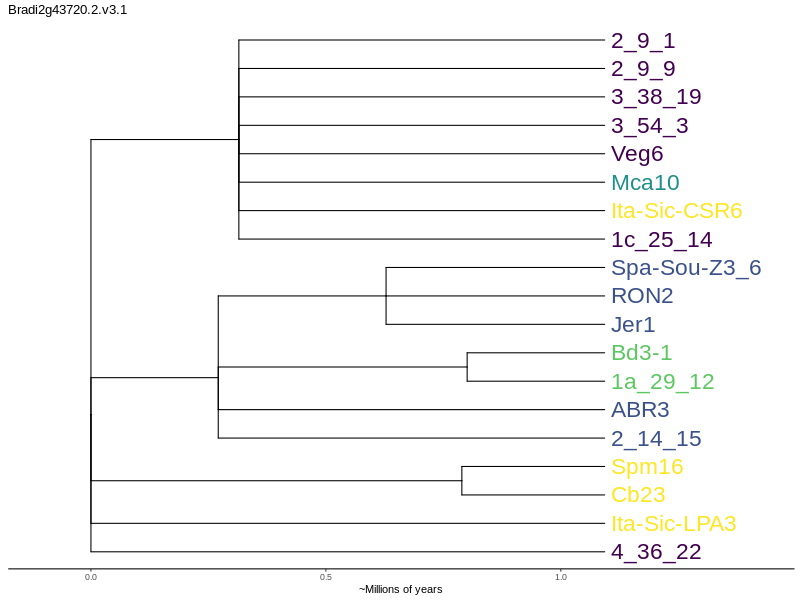 Bradi2g43720.2.v3.1
2_9_1
2_9_9
3_38_19
3_54_3
Veg6
Mca10
Ita-Sic-CSR6
1c_25_14
Spa-Sou-Z3_6
RON2
Jer1
Bd3-1
1a_29_12
ABR3
2_14_15
Spm16
Cb23
Ita-Sic-LPA3
4_36_22
0.0 0.5 1.0
~Millions of years